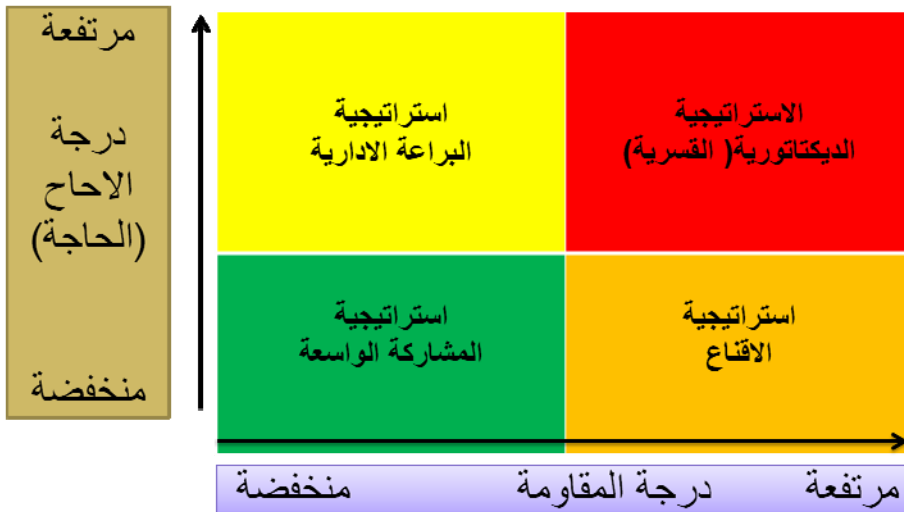 مرتفعة
درجة
الاحاح
(الحاجة)
منخفضة
استراتيجية
البراعة الادارية
الاستراتيجية
الديكتاتورية( القسرية)
استراتيجية
المشاركة الواسعة
استراتيجية
الاقناع
منخفضة
درجة المقاومة
مرتفعة